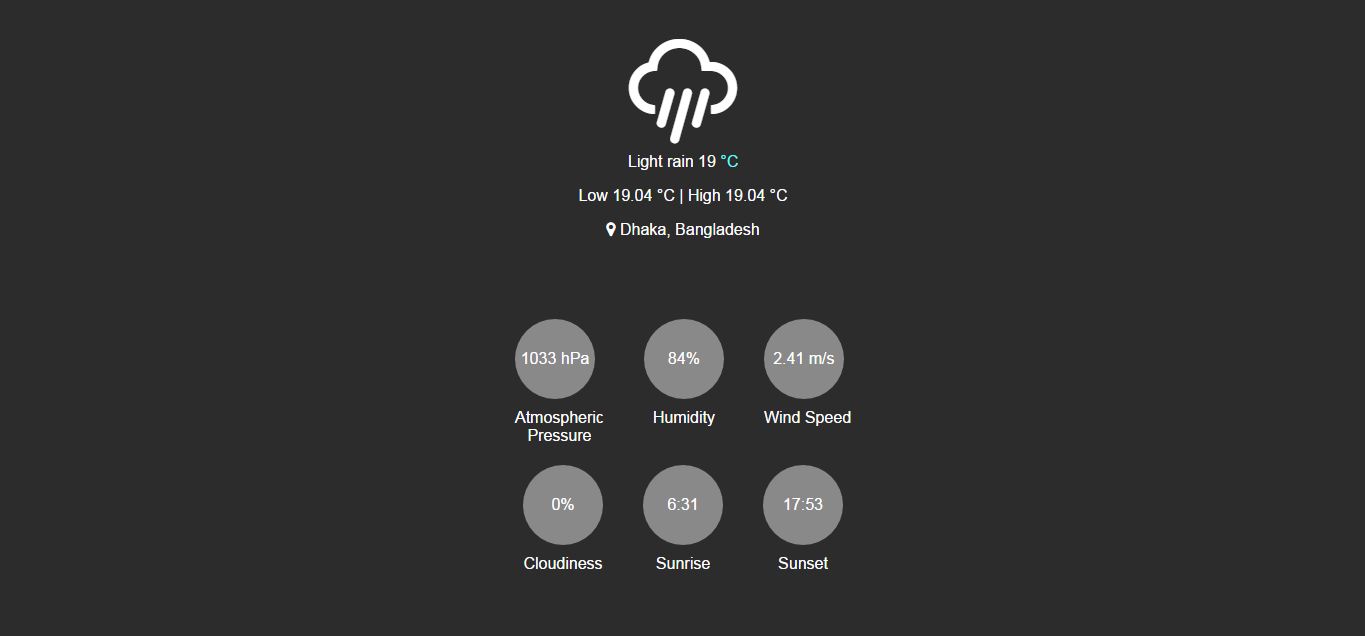 Light rain 19 °C
Low 19.04 °C | High 19.04 °C
Dhaka, Bangladesh
1033 hPa
84%
2.41 m/s
Atmospheric
Pressure
Humidity
Wind Speed
0%
6:31
17:53
Cloudiness
Sunrise
Sunset